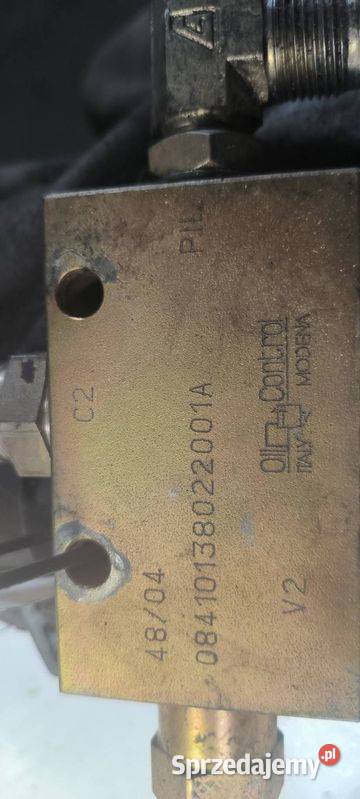 A
PIL
C2
Oil Control
ITALY MODENA
48/04
08410138022001A
V2
Sprzedajemy.pl